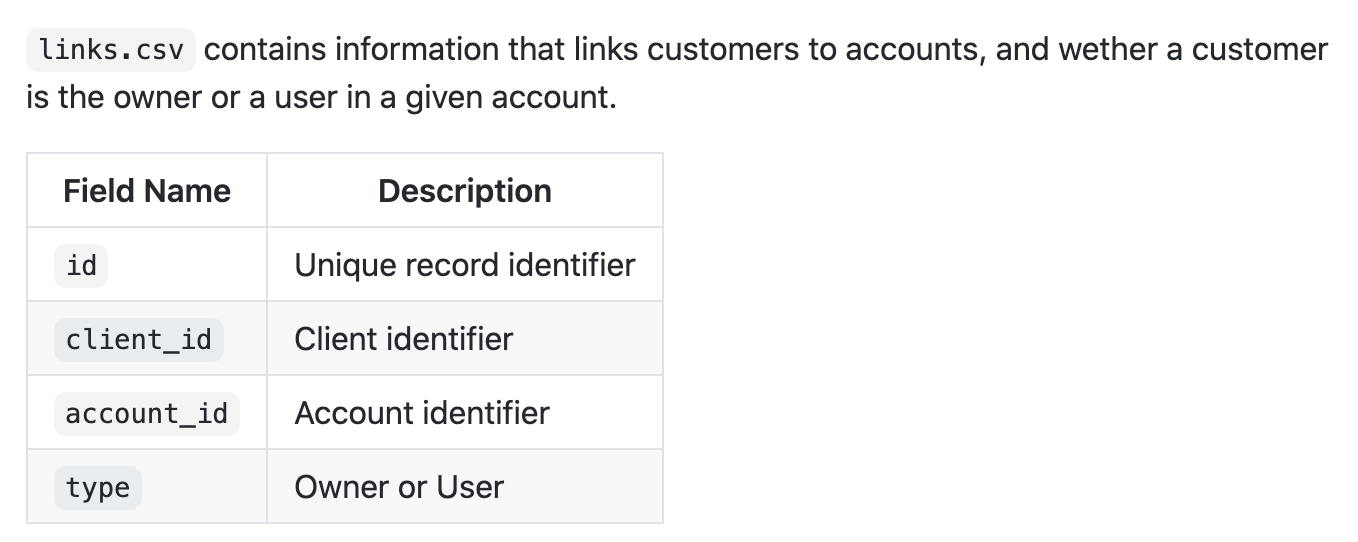 links.csv contains information that links customers to accounts, and wether a customer
is the owner or a user in a given account.
Field Name Description
id Unique record identifier
client_id Client identifier
account_id Account identifier
type Owner or User